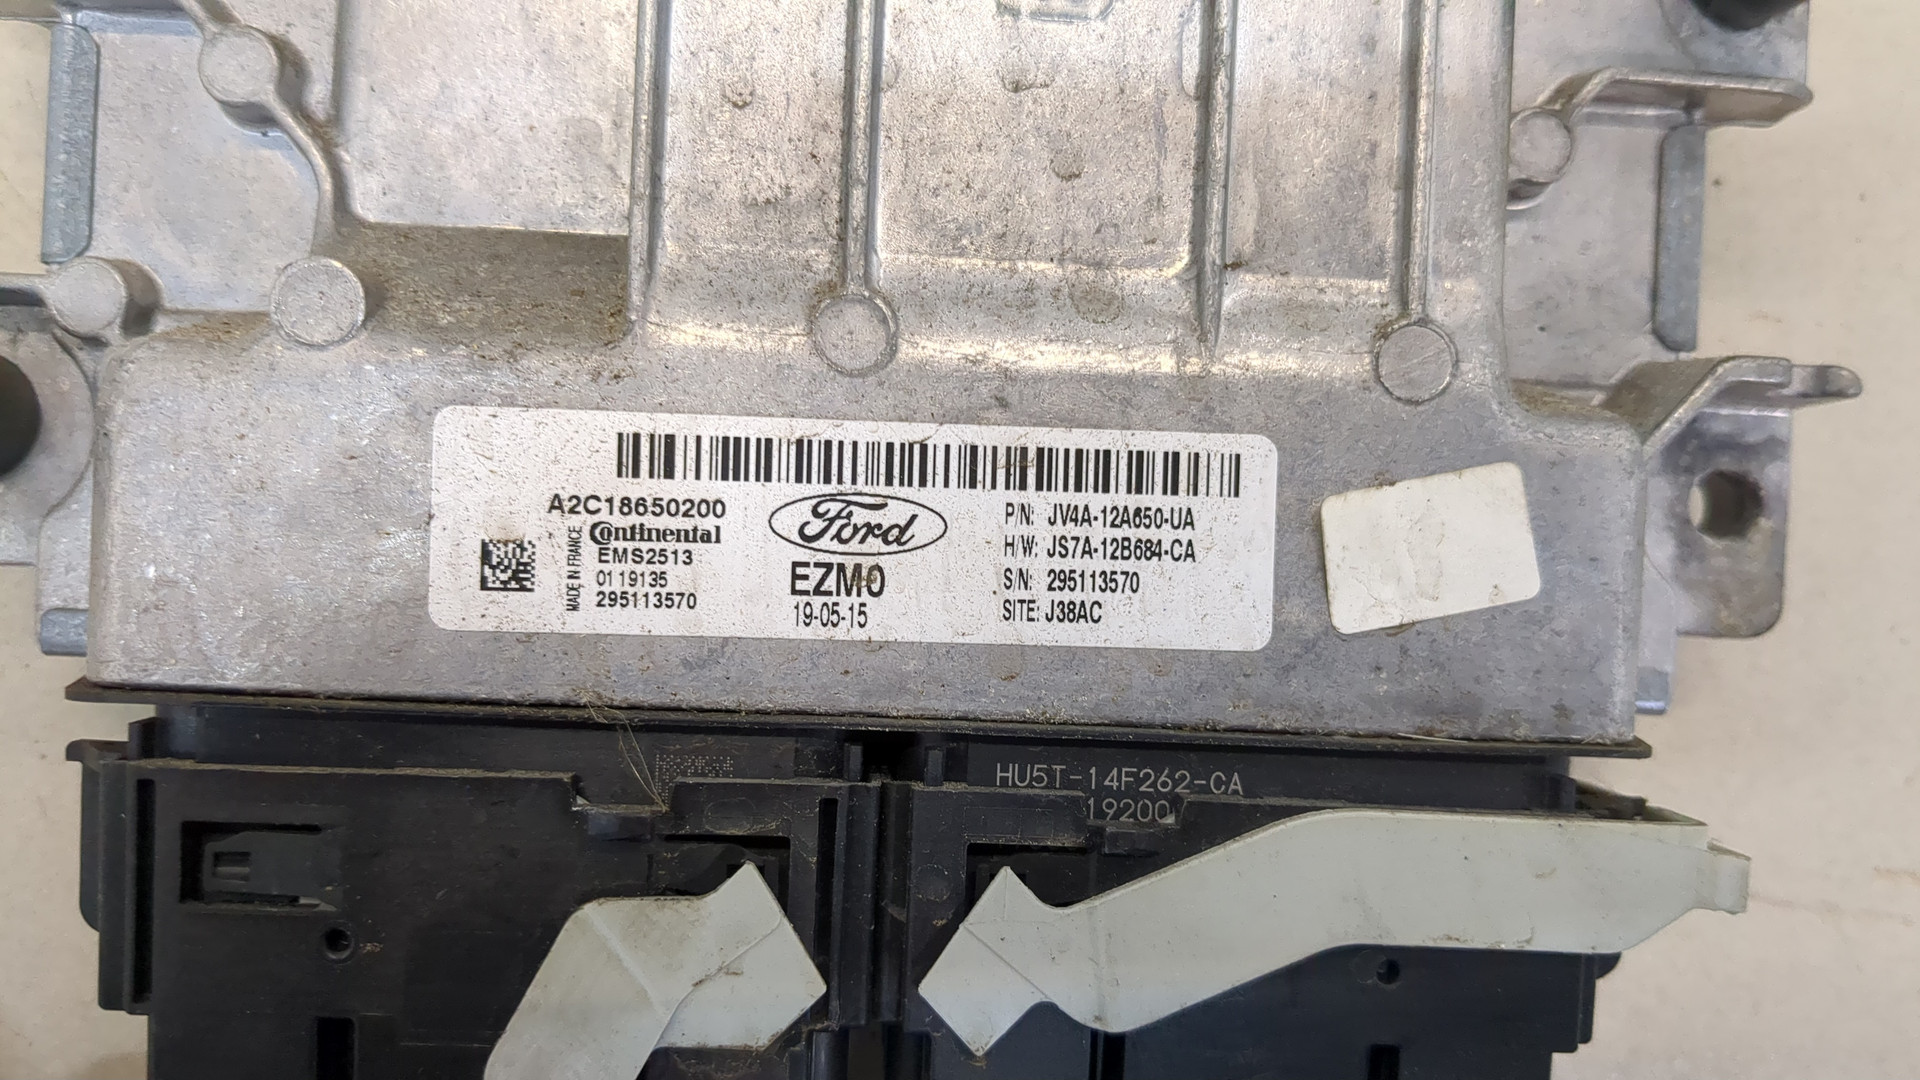 A2C18650200
Continental
EMS2513
0119135
295113570
MADE IN FRANCE
Ford
EZM0
19-05-15
P/N: JV4A-12A650-UA
H/W: JS7A-12B684-CA
S/N: 295113570
SITE: J38AC
HU5T-14F262-CA
19200